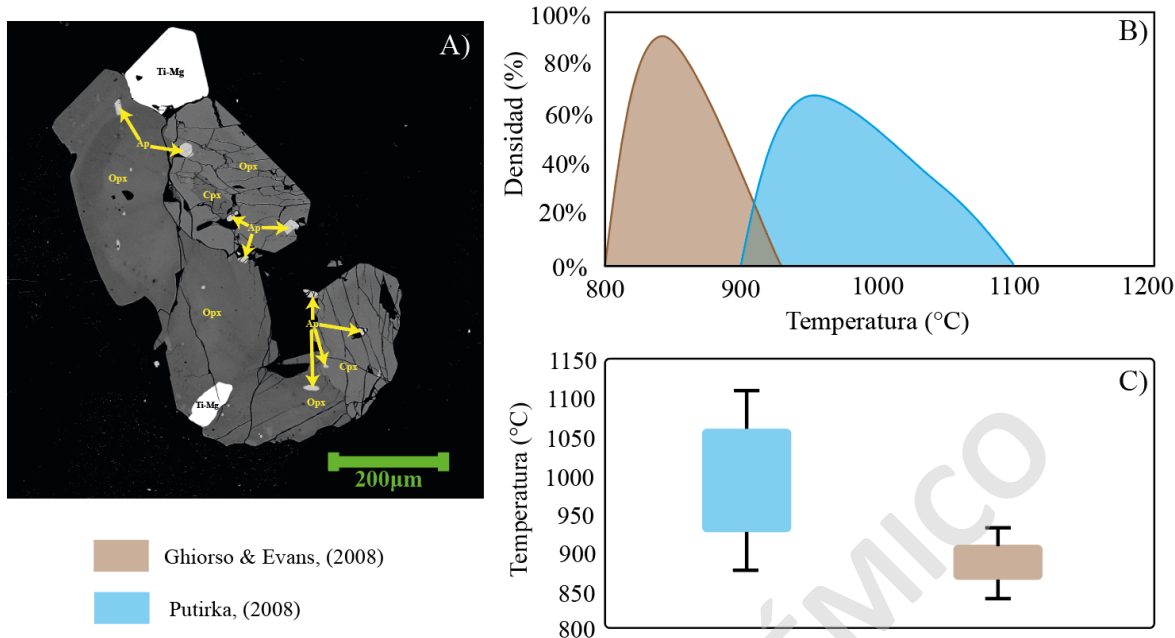 A)
Ti-Mg
Ap
Opx
Opx
Cpx
Ap
Opx
Ap
Cpx
Opx
Ti-Mg
200μm
Ghiorso & Evans, (2008)
Putirka, (2008)
B)
Densidad (%)
100%
80%
60%
40%
20%
0%
800
900
1000
1100
1200
Temperatura (°C)
C)
Temperatura (°C)
1150
1100
1050
1000
950
900
850
800
ÉMICO